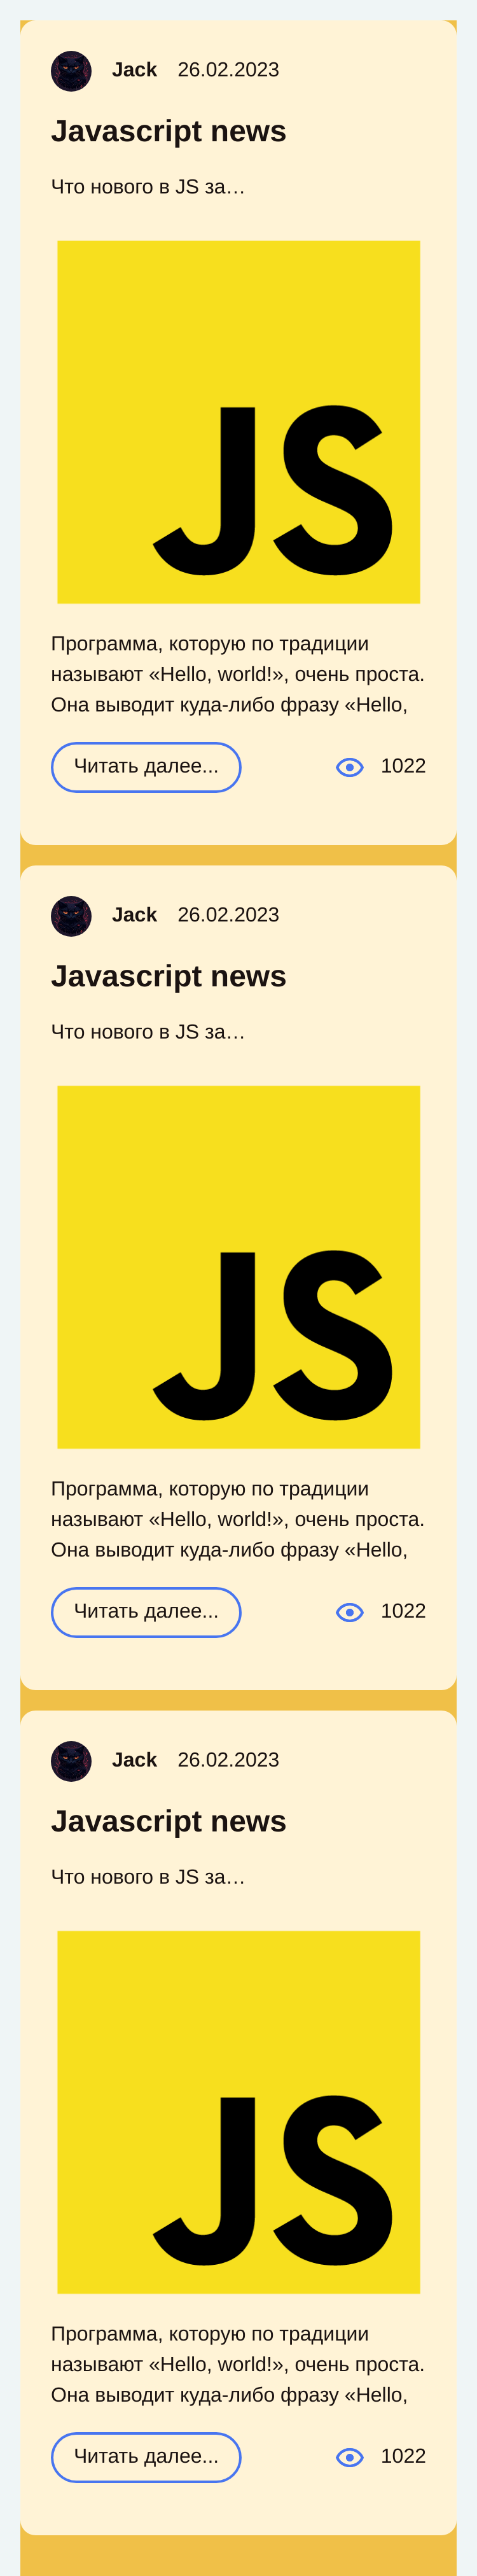 Jack 26.02.2023
Javascript news
Что нового в JS за…
JS
Программа, которую по традиции
называют «Hello, world!», очень проста.
Она выводит куда-либо фразу «Hello,
Читать далее... 1022
Jack 26.02.2023
Javascript news
Что нового в JS за…
JS
Программа, которую по традиции
называют «Hello, world!», очень проста.
Она выводит куда-либо фразу «Hello,
Читать далее... 1022
Jack 26.02.2023
Javascript news
Что нового в JS за…
JS
Программа, которую по традиции
называют «Hello, world!», очень проста.
Она выводит куда-либо фразу «Hello,
Читать далее... 1022